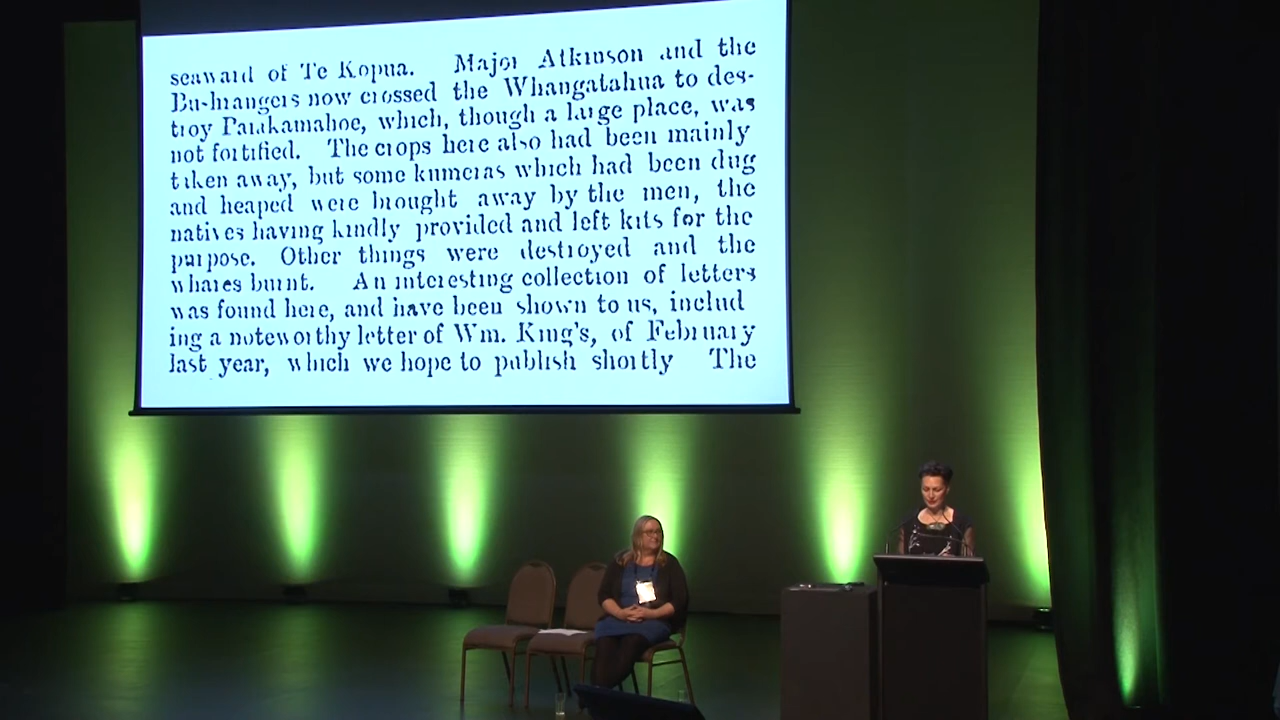 seaward of Te Kopua. Major Atkinson and the
Bushrangers now crossed the Whangatahua to des-
troy Parakamahoe, which, though a large place, was
not fortified. The crops here also had been mainly
taken away, but some kumeras which had been dug
and heaped were brought away by the men, the
natives having kindly provided and left kits for the
purpose. Other things were destroyed and the
whares burnt. An interesting collection of letters
was found here, and have been shown to us, includ
ing a noteworthy letter of Wm. King's, of February
last year, which we hope to publish shortly The